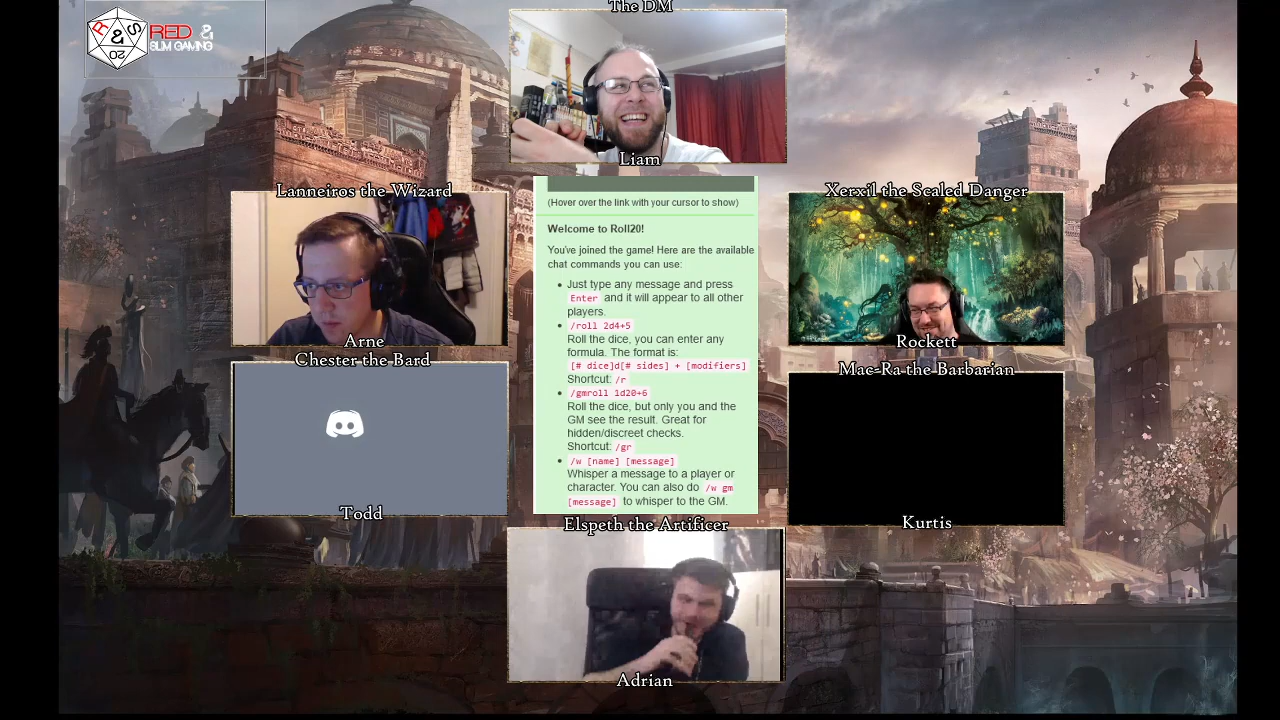 The DM
R & S
20
RED &
SLIM GAMING
Liam
Lanneiros the Wizard
Arne
Xerxil the Scaled Danger
Rockett
(Hover over the link with your cursor to show)
Welcome to Roll20!
You've joined the game! Here are the available
chat commands you can use:
• Just type any message and press
Enter and it will appear to all other
players.
• /roll 2d4+5
Roll the dice, you can enter any
formula. The format is:
[# dice]d[# sides] + [modifiers]
Shortcut: /r
• /gmroll 1d20+6
Roll the dice, but only you and the
GM see the result. Great for
hidden/discreet checks.
Shortcut: /gr
• /w [name] [message]
Whisper a message to a player or
character. You can also do /w gm
[message] to whisper to the GM.
Chester the Bard
Todd
Mac-Ra the Barbarian
Kurtis
Elspeth the Artificer
Adrian